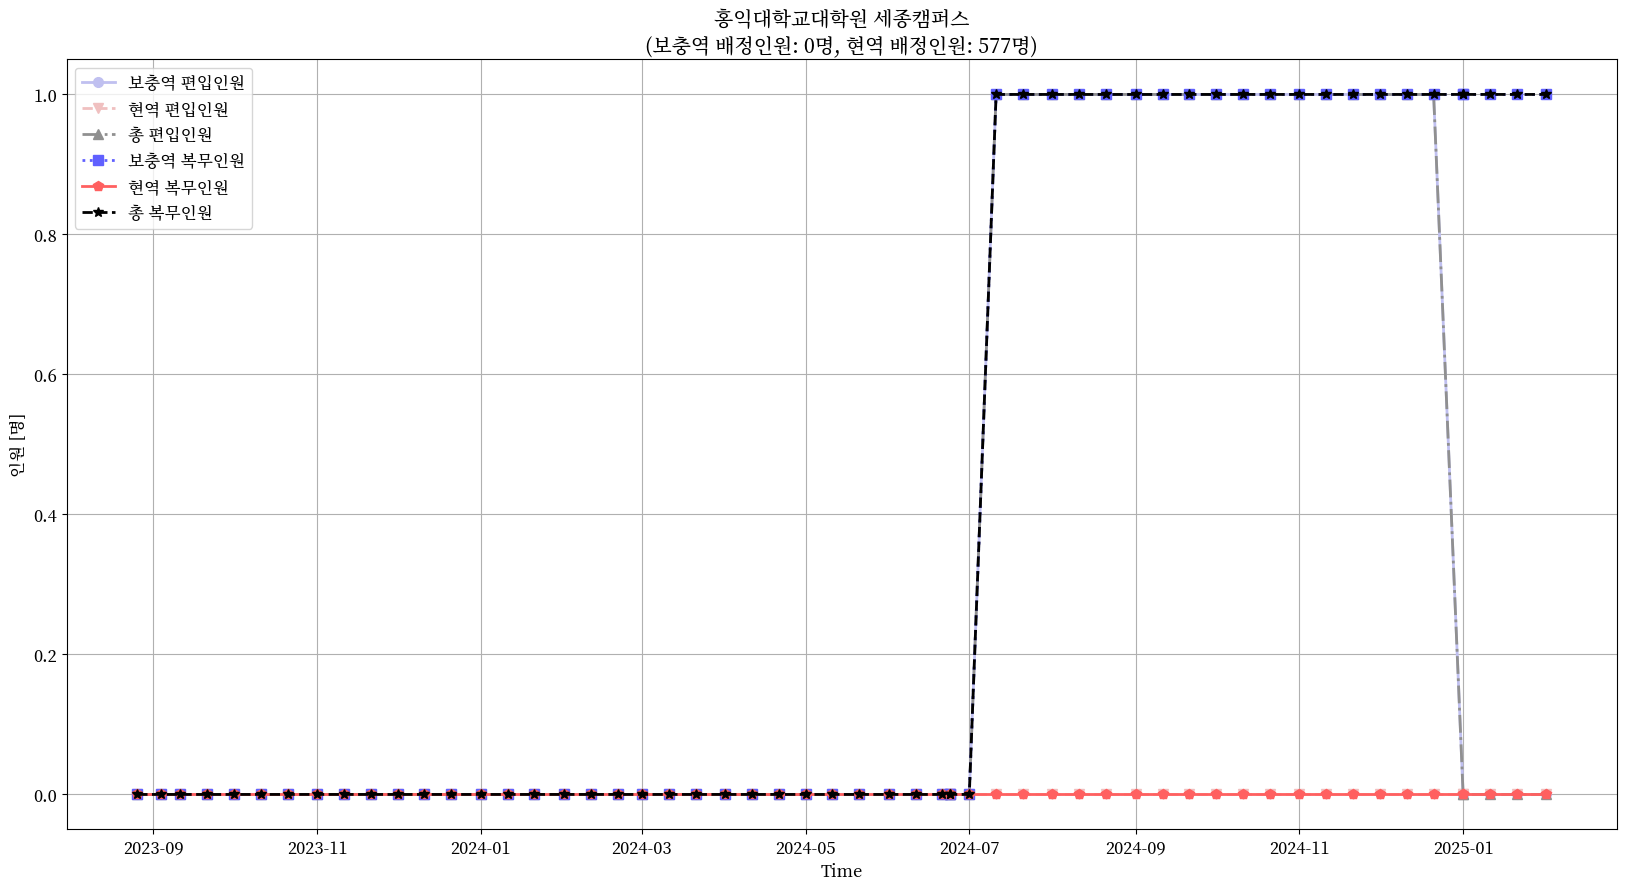 홍익대학교대학원 세종캠퍼스
(보충역 배정인원: 0명, 현역 배정인원: 577명)
보충역 편입인원
현역 편입인원
총 편입인원
보충역 복무인원
현역 복무인원
총 복무인원
1.0
0.8
0.6
0.4
0.2
0.0
인원 [명]
2023-09
2023-11
2024-01
2024-03
2024-05
2024-07
2024-09
2024-11
2025-01
Time